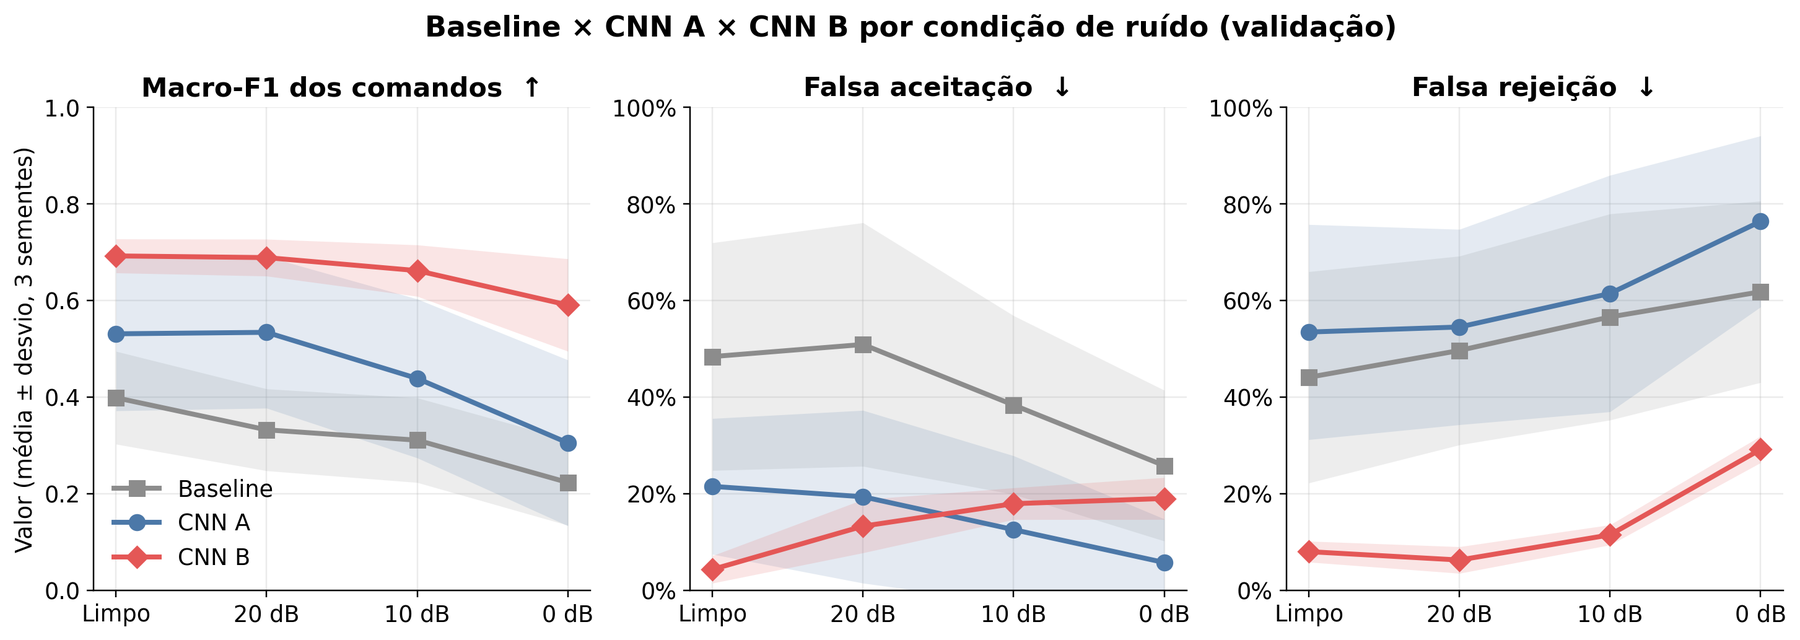 Baseline × CNN A × CNN B por condição de ruído (validação)
Macro-F1 dos comandos ↑
Valor (média ± desvio, 3 sementes)
1.0
0.8
0.6
0.4
0.2
0.0
Baseline
CNN A
CNN B
Limpo 20 dB 10 dB 0 dB
Falsa aceitação ↓
100%
80%
60%
40%
20%
0%
Limpo 20 dB 10 dB 0 dB
Falsa rejeição ↓
100%
80%
60%
40%
20%
0%
Limpo 20 dB 10 dB 0 dB